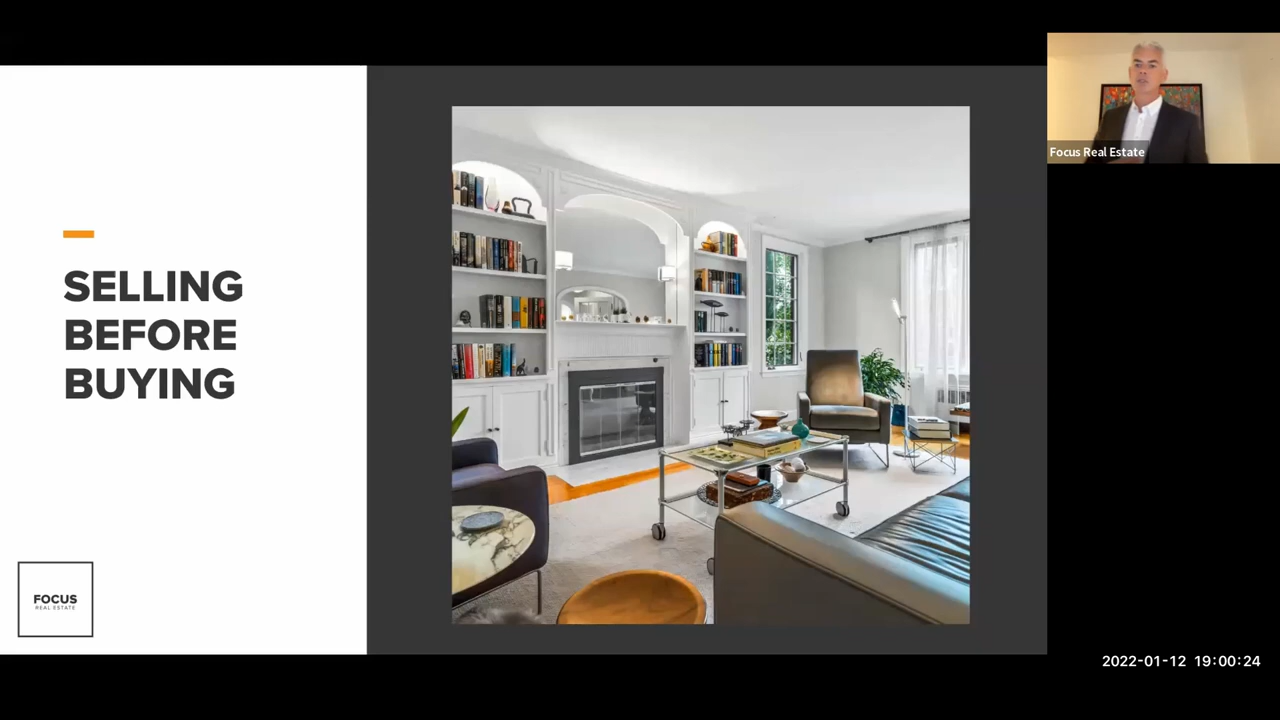 SELLING
BEFORE
BUYING
FOCUS
REAL ESTATE
Focus Real Estate
2022-01-12 19:00:24